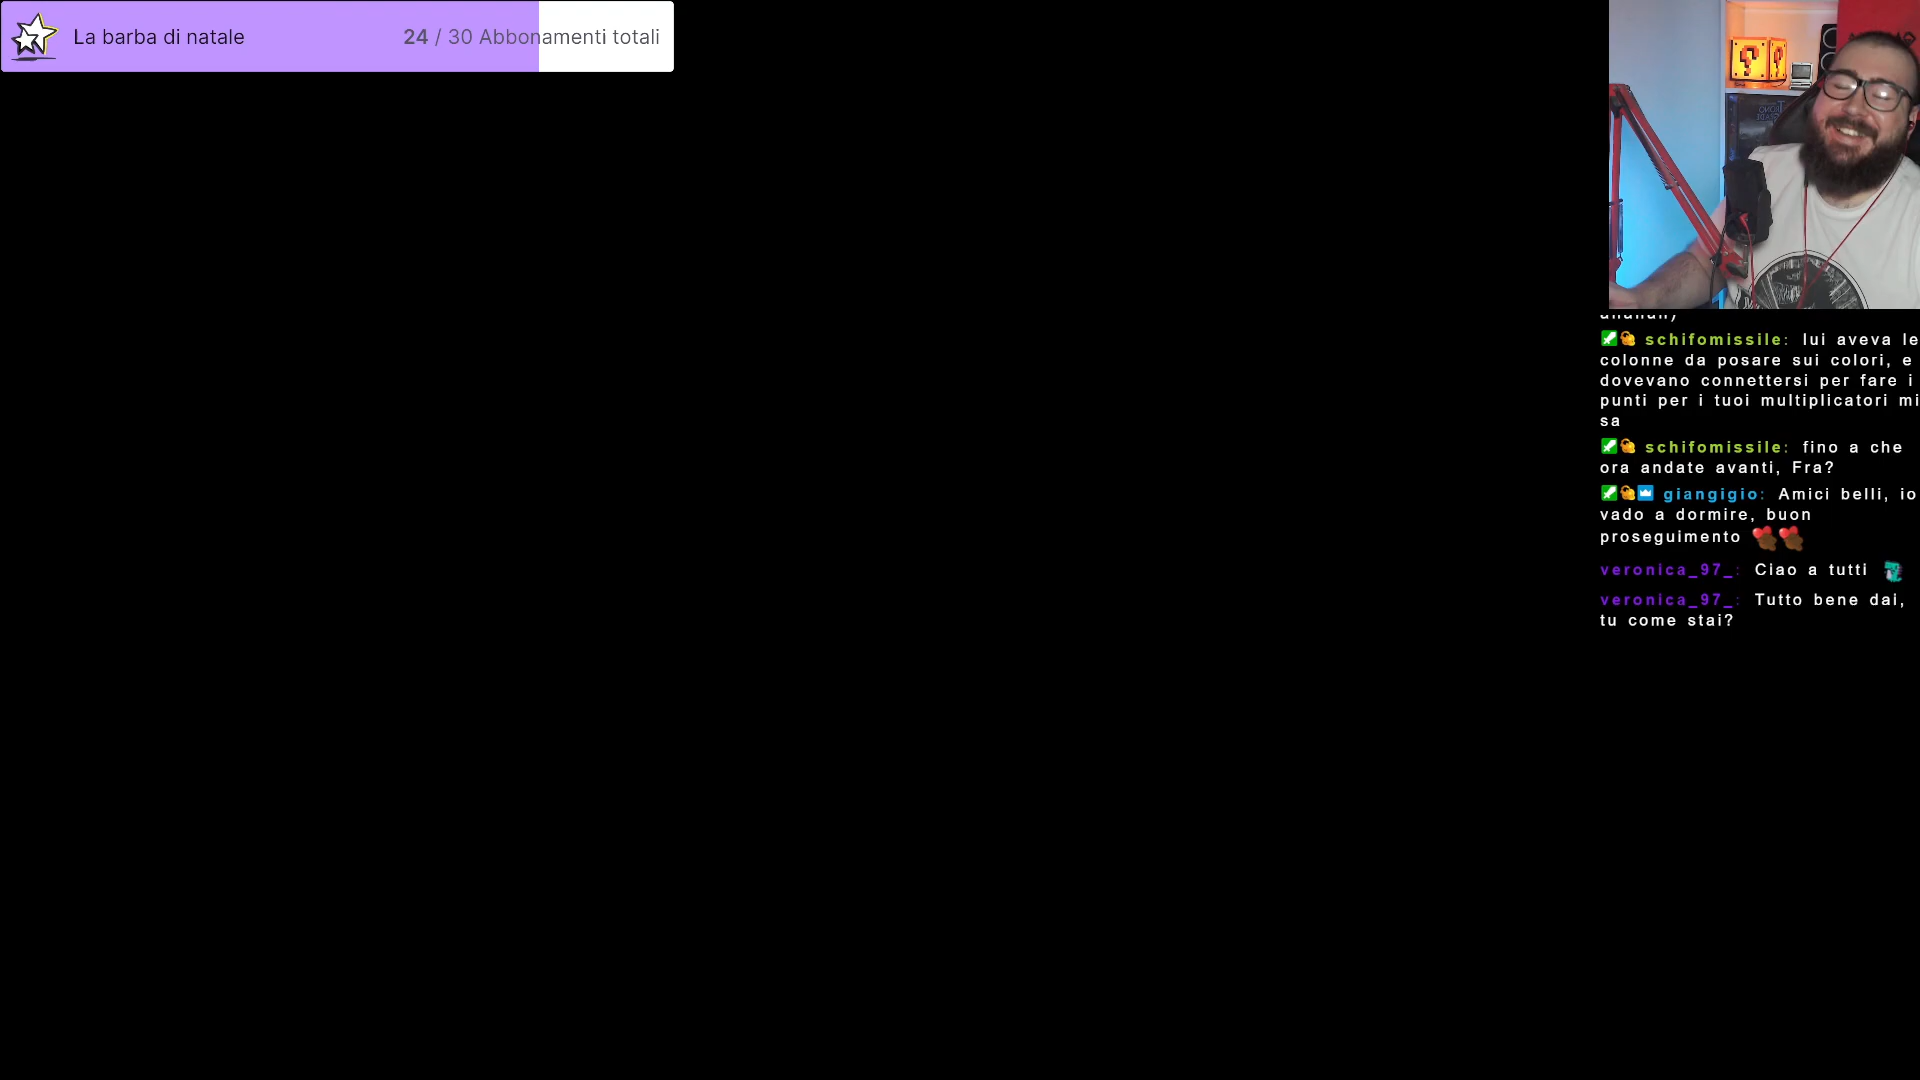 La barba di natale
24 / 30 Abbonamenti totali
schifomissile: lui aveva le
colonne da posare sui colori, e
dovevano connettersi per fare i
punti per i tuoi multiplicatori mi
sa
schifomissile: fino a che
ora andate avanti, Fra?
giangigio: Amici belli, io
vado a dormire, buon
proseguimento
veronica_97_: Ciao a tutti
veronica_97_: Tutto bene dai,
tu come stai?